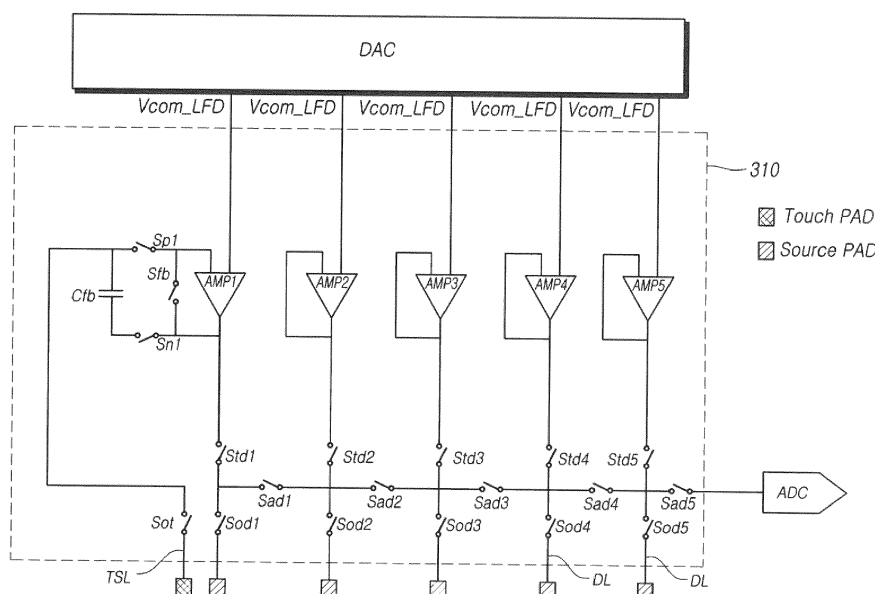 DAC
Vcom_LFD Vcom_LFD Vcom_LFD Vcom_LFD Vcom_LFD
310
Touch PAD
Source PAD
Sp1
Sfb
Cfb
Sn1
AMP1 AMP2 AMP3 AMP4 AMP5
Std1 Std2 Std3 Std4 Std5
Sad1 Sad2 Sad3 Sad4 Sad5
ADC
Sot Sod1 Sod2 Sod3 Sod4 Sod5
TSL DL DL